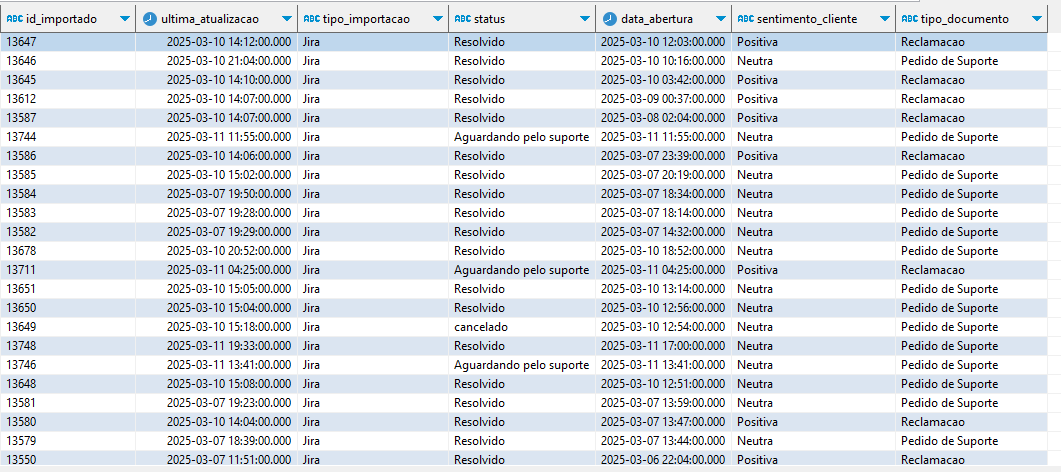 ABC id_importado ultima_atualizacao ABC tipo_importacao ABC status data_abertura ABC sentimento_cliente ABC tipo_documento
13647 2025-03-10 14:12:00.000 Jira Resolvido 2025-03-10 12:03:00.000 Positiva Reclamacao
13646 2025-03-10 21:04:00.000 Jira Resolvido 2025-03-10 10:16:00.000 Neutra Pedido de Suporte
13645 2025-03-10 14:10:00.000 Jira Resolvido 2025-03-10 03:42:00.000 Positiva Reclamacao
13612 2025-03-10 14:07:00.000 Jira Resolvido 2025-03-09 00:37:00.000 Positiva Reclamacao
13587 2025-03-10 14:07:00.000 Jira Resolvido 2025-03-08 02:04:00.000 Positiva Reclamacao
13744 2025-03-11 11:55:00.000 Jira Aguardando pelo suporte 2025-03-11 11:55:00.000 Neutra Pedido de Suporte
13586 2025-03-10 14:06:00.000 Jira Resolvido 2025-03-07 23:39:00.000 Positiva Reclamacao
13585 2025-03-10 15:02:00.000 Jira Resolvido 2025-03-07 20:19:00.000 Neutra Pedido de Suporte
13584 2025-03-07 19:50:00.000 Jira Resolvido 2025-03-07 18:34:00.000 Neutra Pedido de Suporte
13583 2025-03-07 19:28:00.000 Jira Resolvido 2025-03-07 18:14:00.000 Neutra Pedido de Suporte
13582 2025-03-07 19:29:00.000 Jira Resolvido 2025-03-07 14:32:00.000 Neutra Pedido de Suporte
13678 2025-03-10 20:52:00.000 Jira Resolvido 2025-03-10 18:52:00.000 Neutra Pedido de Suporte
13711 2025-03-11 04:25:00.000 Jira Aguardando pelo suporte 2025-03-11 04:25:00.000 Positiva Reclamacao
13651 2025-03-10 15:05:00.000 Jira Resolvido 2025-03-10 13:14:00.000 Neutra Pedido de Suporte
13650 2025-03-10 15:04:00.000 Jira Resolvido 2025-03-10 12:56:00.000 Neutra Pedido de Suporte
13649 2025-03-10 15:18:00.000 Jira cancelado 2025-03-10 12:54:00.000 Neutra Pedido de Suporte
13748 2025-03-11 19:33:00.000 Jira Resolvido 2025-03-11 17:00:00.000 Neutra Pedido de Suporte
13746 2025-03-11 13:41:00.000 Jira Aguardando pelo suporte 2025-03-11 13:41:00.000 Neutra Pedido de Suporte
13648 2025-03-10 15:08:00.000 Jira Resolvido 2025-03-10 12:51:00.000 Neutra Pedido de Suporte
13581 2025-03-07 19:23:00.000 Jira Resolvido 2025-03-07 13:59:00.000 Neutra Pedido de Suporte
13580 2025-03-10 14:04:00.000 Jira Resolvido 2025-03-07 13:47:00.000 Positiva Reclamacao
13579 2025-03-07 18:39:00.000 Jira Resolvido 2025-03-07 13:44:00.000 Neutra Pedido de Suporte
13550 2025-03-07 11:51:00.000 Jira Resolvido 2025-03-06 22:04:00.000 Positiva Reclamacao